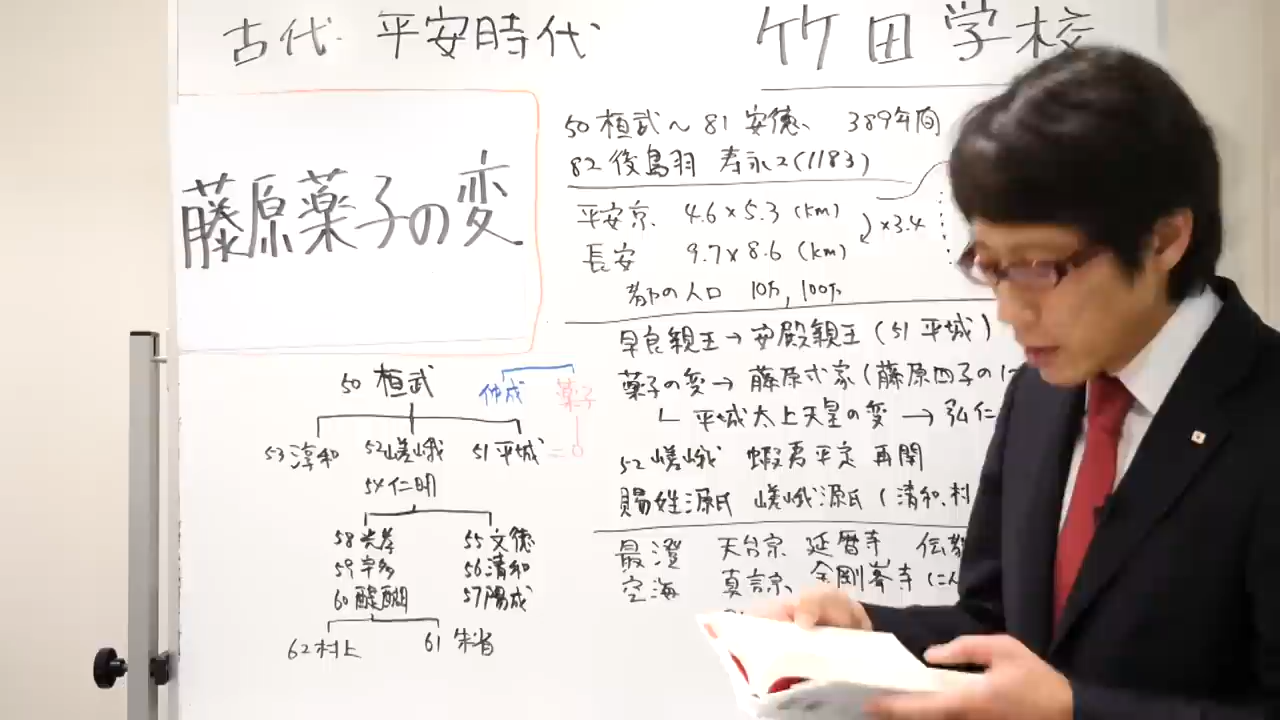 古代 平安時代
竹田学校
藤原薬子の変
50 桓武〜81 安徳、 389年間
82 後鳥羽 寿永2(1183)
平安京 4.6×5.3 (km)
×3.4
長安 9.7×8.6 (km)
都の人口 10万, 100万
早良親王→安殿親王 (51 平城)
薬子の変→藤原式家(藤原四子の
平城太上天皇の変→弘仁
52 嵯峨 蝦夷平定 再開
賜姓源氏 嵯峨源氏 (清和、村
最澄 天台宗 延暦寺 伝教
空海 真言宗、金剛峯寺
50 桓武
仲成 薬子
53 淳和 52嵯峨 51平城 = ○
54 仁明
58 光孝 55 文徳
59 宇多 56 清和
60 醍醐 57 陽成
62 村上 61 朱雀